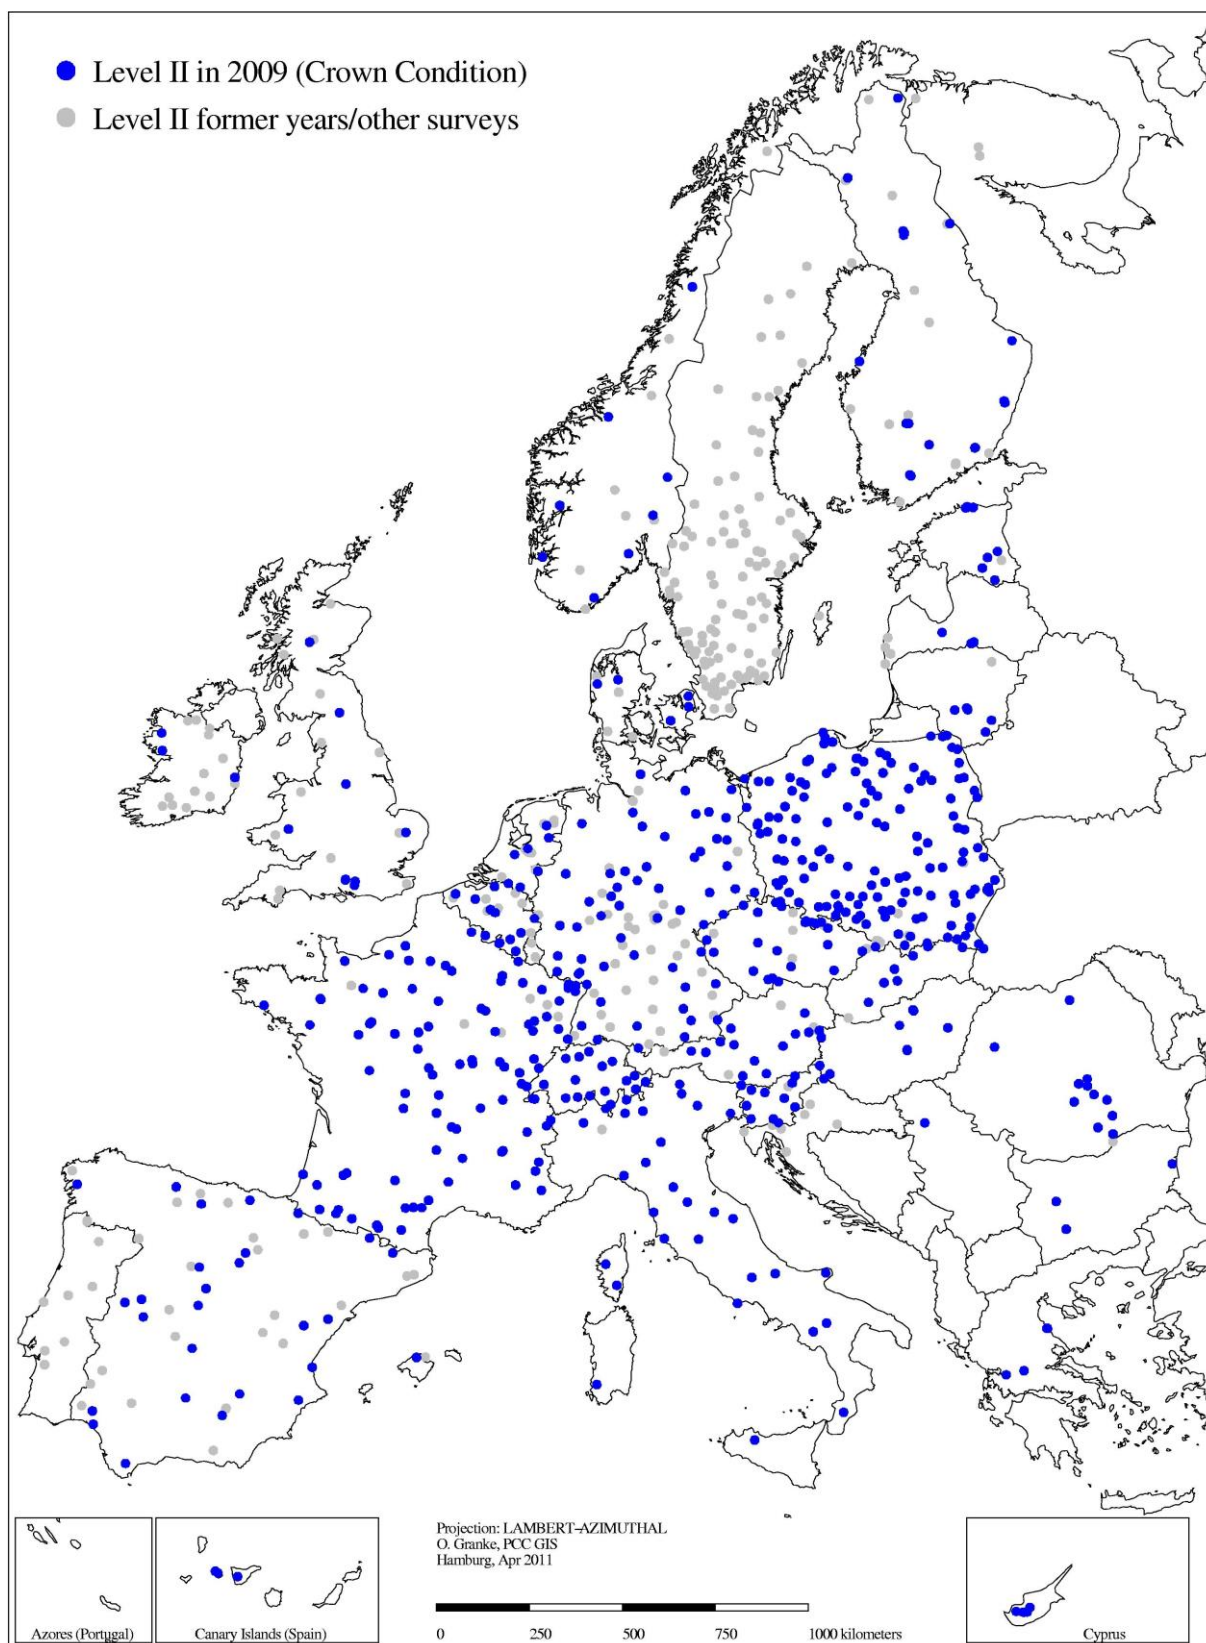 Level II in 2009 (Crown Condition)
Level II former years/other surveys
Projection: LAMBERT-AZIMUTHAL
O. Granke, PCC GIS
Hamburg, Apr 2011
Azores (Portugal)
Canary Islands (Spain)
0 250 500 750 1000 kilometers
Cyprus